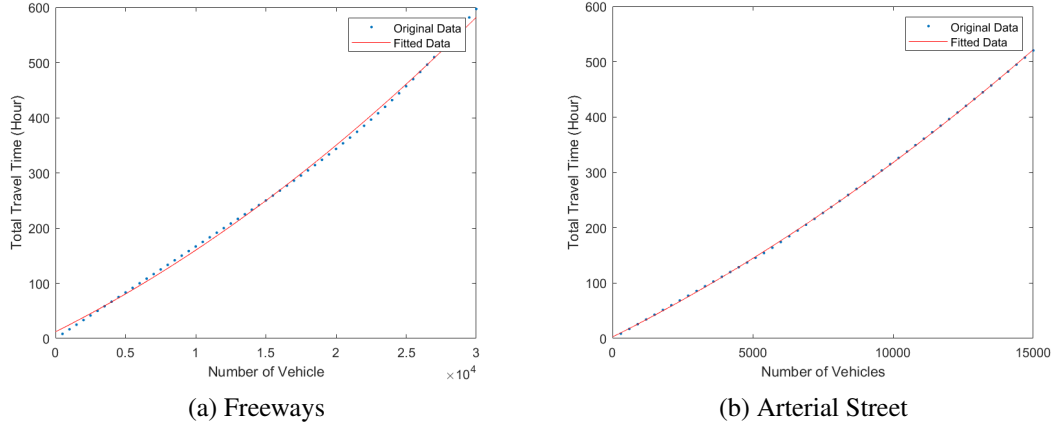 600
500
400
300
200
100
0
Total Travel Time (Hour)
Original Data
Fitted Data
0 0.5 1 1.5 2 2.5 3
×10⁴
Number of Vehicle
(a) Freeways
600
500
400
300
200
100
0
Total Travel Time (Hour)
Original Data
Fitted Data
0 5000 10000 15000
Number of Vehicles
(b) Arterial Street